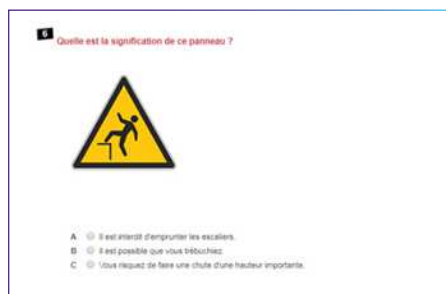 6
Quelle est la signification de ce panneau ?
A Il est interdit d'emprunter les escaliers.
B Il est possible que vous trébuchiez.
C Vous risquez de faire une chute d'une hauteur importante.